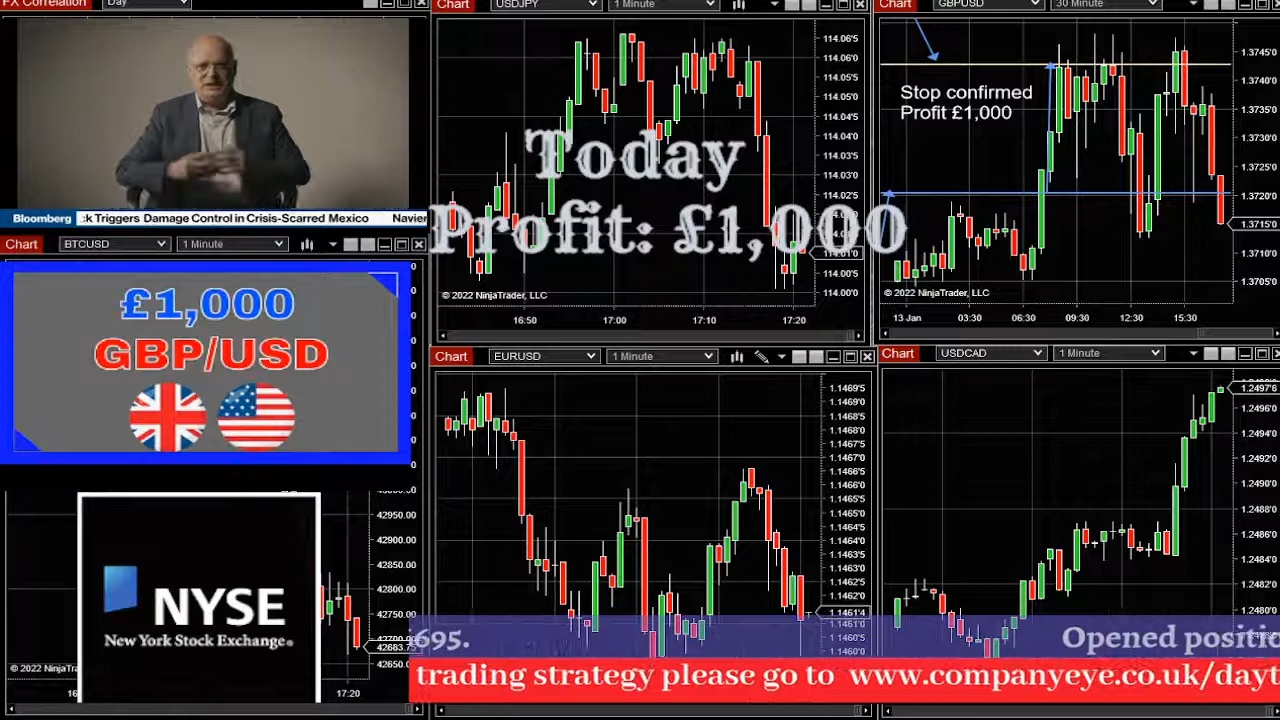 FX Correlation
Day
Bloomberg
k Triggers Damage Control in Crisis-Scarred Mexico
Navier
Chart
BTCUSD
1 Minute
£1,000
GBP/USD
42950.00
42900.00
42850.00
42800.00
42750.00
42700.00
42683.75
42650.00
NYSE
New York Stock Exchange
© 2022 NinjaTra
17:20
Chart
USDJPY
1 Minute
114.06'5
114.06'0
114.05'5
114.05'0
114.04'5
114.04'0
114.03'5
114.03'0
114.02'5
114.01'0
114.00'5
114.00'0
Today
Profit: £1,000
© 2022 NinjaTrader, LLC
16:50
17:00
17:10
17:20
Chart
GBPUSD
30 Minute
Stop confirmed
Profit £1,000
1.3745'0
1.3740'0
1.3735'0
1.3730'0
1.3725'0
1.3720'0
1.3715'0
1.3710'0
1.3705'0
© 2022 NinjaTrader, LLC
13 Jan
03:30
06:30
09:30
12:30
15:30
Chart
EURUSD
1 Minute
1.1469'5
1.1469'0
1.1468'5
1.1468'0
1.1467'5
1.1467'0
1.1466'5
1.1466'0
1.1465'5
1.1465'0
1.1464'5
1.1464'0
1.1463'5
1.1463'0
1.1462'5
1.1462'0
1.1461'4
1.1461'0
1.1460'5
Chart
USDCAD
1 Minute
1.2497'6
1.2496'0
1.2494'0
1.2492'0
1.2490'0
1.2488'0
1.2486'0
1.2484'0
1.2482'0
1.2480'0
695.
Opened positi
trading strategy please go to www.companyeye.co.uk/dayt